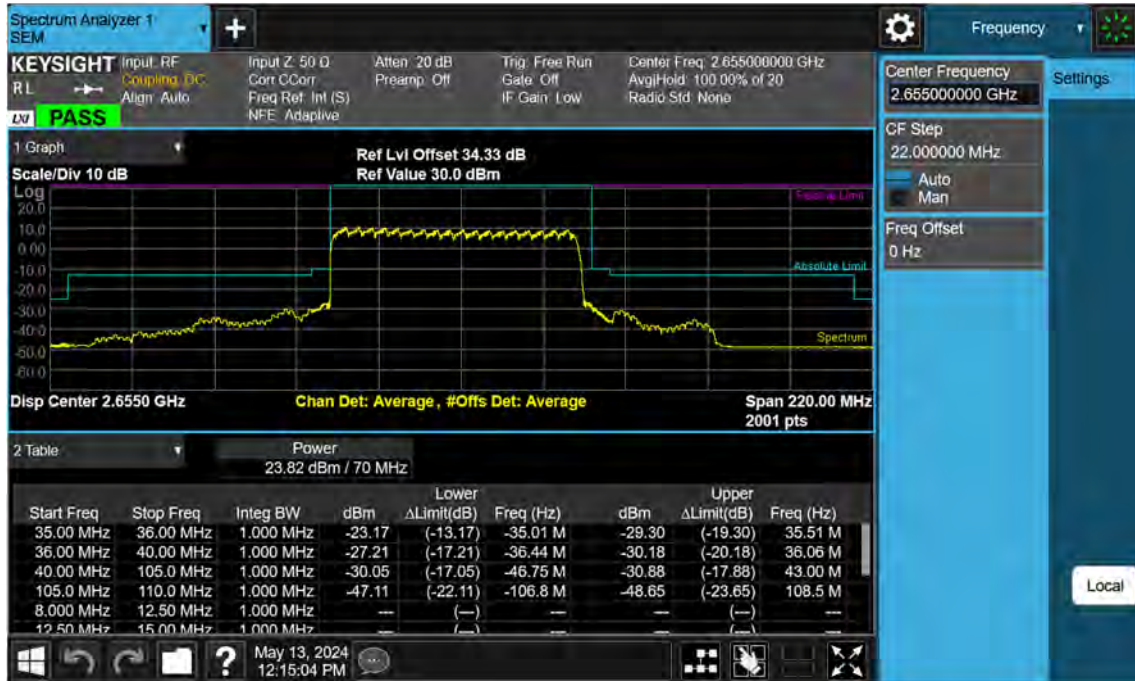 Spectrum Analyzer 1
SEM
+
Frequency
KEYSIGHT
Input: RF
Coupling: DC
Align: Auto
Input Z: 50 Ω
Corr CCorr
Freq Ref: Int (S)
NFE: Adaptive
Atten: 20 dB
Preamp: Off
Trig: Free Run
Gate: Off
IF Gain: Low
Center Freq: 2.655000000 GHz
Avg|Hold: 100.00% of 20
Radio Std: None
RL
LXI
PASS
Center Frequency
2.655000000 GHz
Settings
CF Step
22.000000 MHz
Auto
Man
Freq Offset
0 Hz
Local
1 Graph
Scale/Div 10 dB
Ref Lvl Offset 34.33 dB
Ref Value 30.0 dBm
Log
20.0
10.0
0.00
-10.0
-20.0
-30.0
-40.0
-50.0
-60.0
Absolute Limit
Spectrum
Disp Center 2.6550 GHz
Chan Det: Average, #Offs Det: Average
Span 220.00 MHz
2001 pts
2 Table
Power
23.82 dBm / 70 MHz
Lower Upper
Start Freq Stop Freq Integ BW dBm ΔLimit(dB) Freq (Hz) dBm ΔLimit(dB) Freq (Hz)
35.00 MHz 36.00 MHz 1.000 MHz -23.17 (-13.17) -35.01 M -29.30 (-19.30) 35.51 M
36.00 MHz 40.00 MHz 1.000 MHz -27.21 (-17.21) -36.44 M -30.18 (-20.18) 36.06 M
40.00 MHz 105.0 MHz 1.000 MHz -30.05 (-17.05) -46.75 M -30.88 (-17.88) 43.00 M
105.0 MHz 110.0 MHz 1.000 MHz -47.11 (-22.11) -106.8 M -48.65 (-23.65) 108.5 M
8.000 MHz 12.50 MHz 1.000 MHz --- (---) --- --- (---) ---
12.50 MHz 15.00 MHz 1.000 MHz --- (---) --- --- (---) ---
?
May 13, 2024
12:15:04 PM